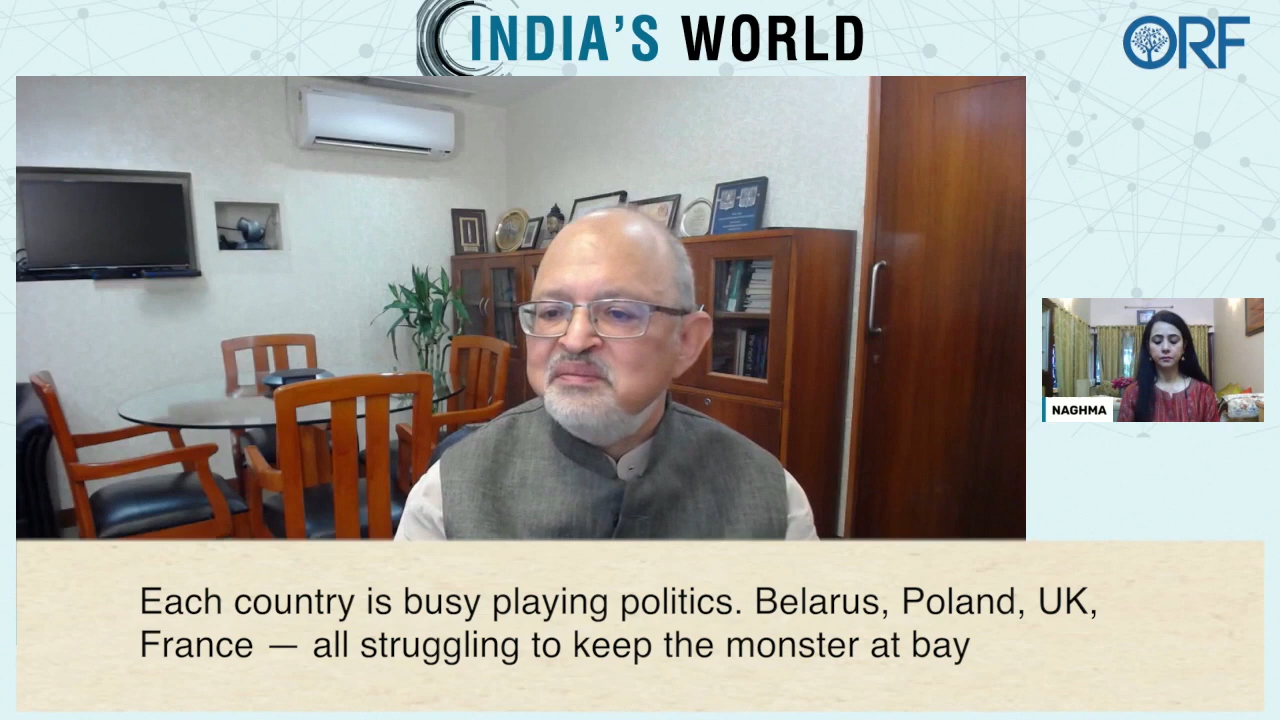 INDIA'S WORLD
ORF
NAGHMA
Each country is busy playing politics. Belarus, Poland, UK,
France — all struggling to keep the monster at bay